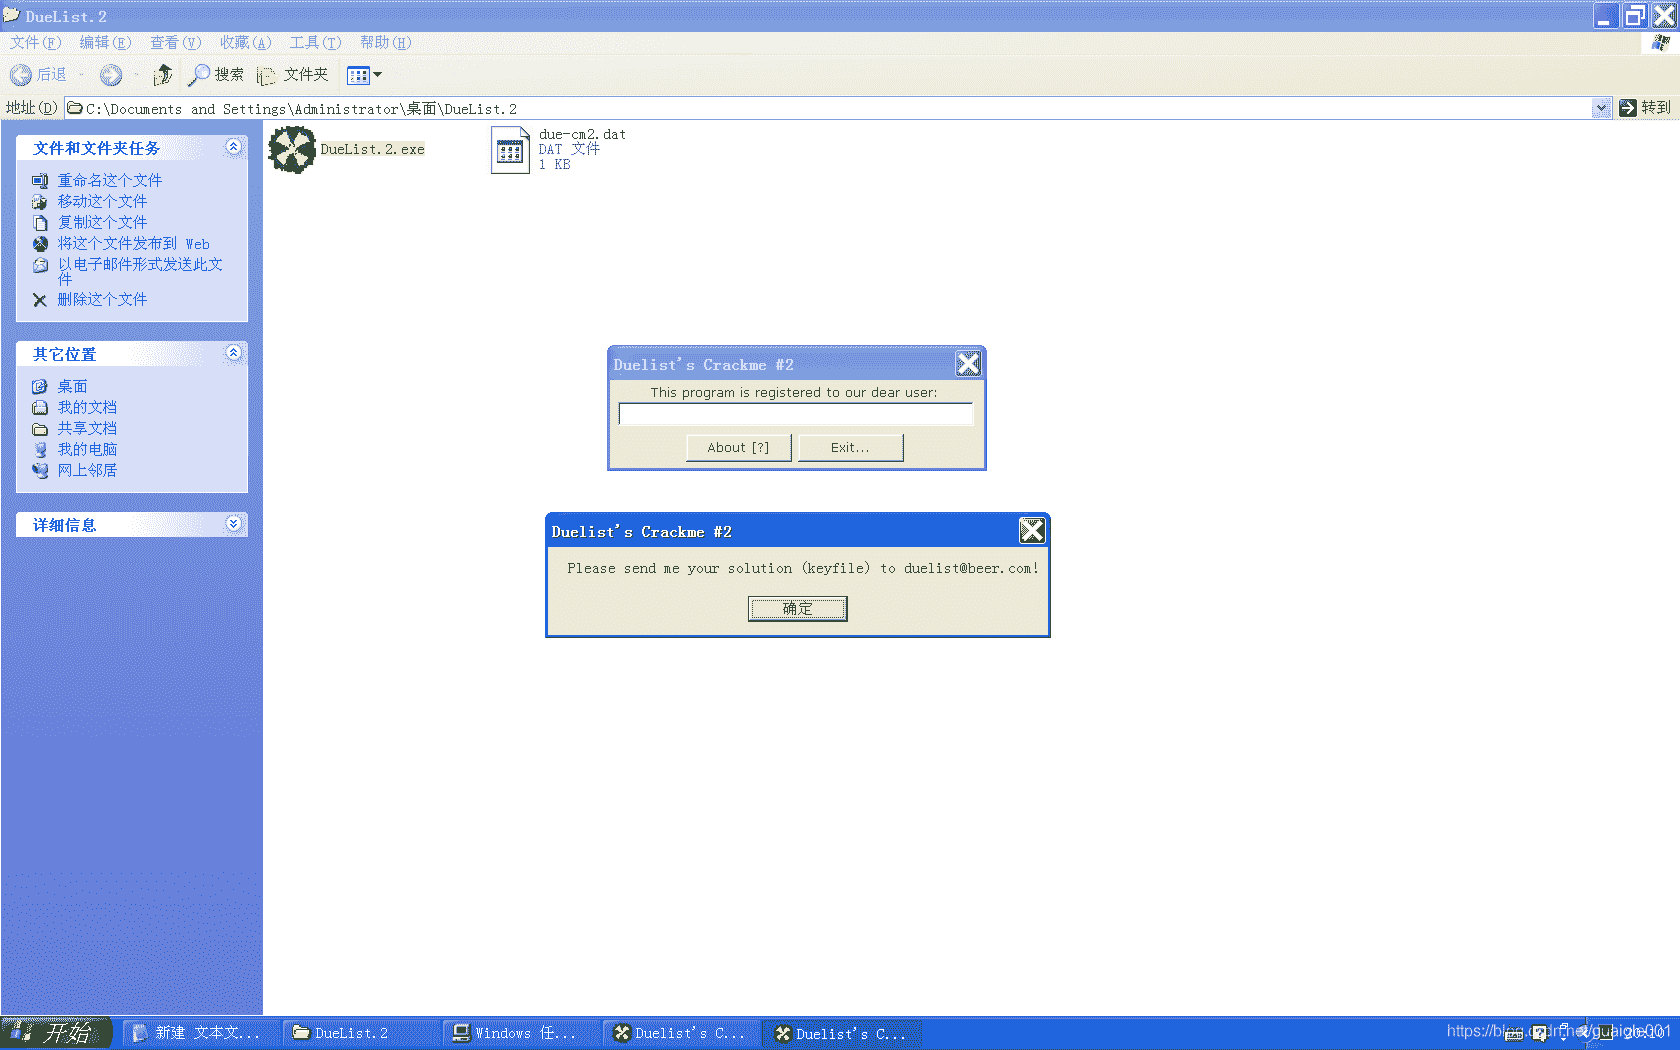 DueList.2
文件(F) 编辑(E) 查看(V) 收藏(A) 工具(T) 帮助(H)
后退 搜索 文件夹
地址(D) C:\Documents and Settings\Administrator\桌面\DueList.2 转到
文件和文件夹任务
重命名这个文件
移动这个文件
复制这个文件
将这个文件发布到 Web
以电子邮件形式发送此文
件
删除这个文件
其它位置
桌面
我的文档
共享文档
我的电脑
网上邻居
详细信息
DueList.2.exe
due-cm2.dat
DAT 文件
1 KB
Duelist's Crackme #2
This program is registered to our dear user:
About [?] Exit...
Duelist's Crackme #2
Please send me your solution (keyfile) to duelist@beer.com!
确定
开始 新建 文本文... DueList.2 Windows 任... Duelist's C... Duelist's C...